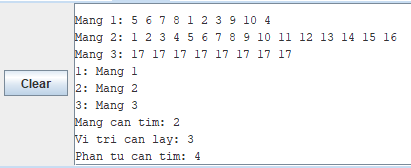 Mang 1: 5 6 7 8 1 2 3 9 10 4
Mang 2: 1 2 3 4 5 6 7 8 9 10 11 12 13 14 15 16
Mang 3: 17 17 17 17 17 17 17 17
1: Mang 1
2: Mang 2
3: Mang 3
Mang can tim: 2
Vi tri can lay: 3
Phan tu can tim: 4
Clear